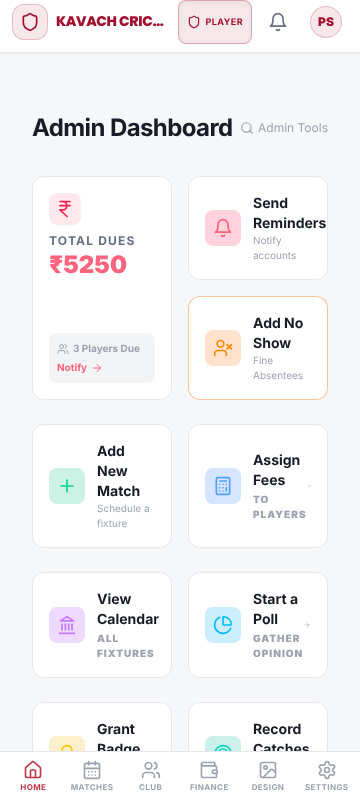 KAVACH CRIC...
PLAYER
PS
Admin Dashboard
Admin Tools
TOTAL DUES
₹5250
3 Players Due
Notify →
Send
Reminders
Notify
accounts
Add No
Show
Fine
Absentees
Add
New
Match
Schedule a
fixture
Assign
Fees
TO
PLAYERS
View
Calendar
ALL
FIXTURES
Start a
Poll
GATHER
OPINION
Grant
Badge
Record
Catches
HOME
MATCHES
CLUB
FINANCE
DESIGN
SETTINGS